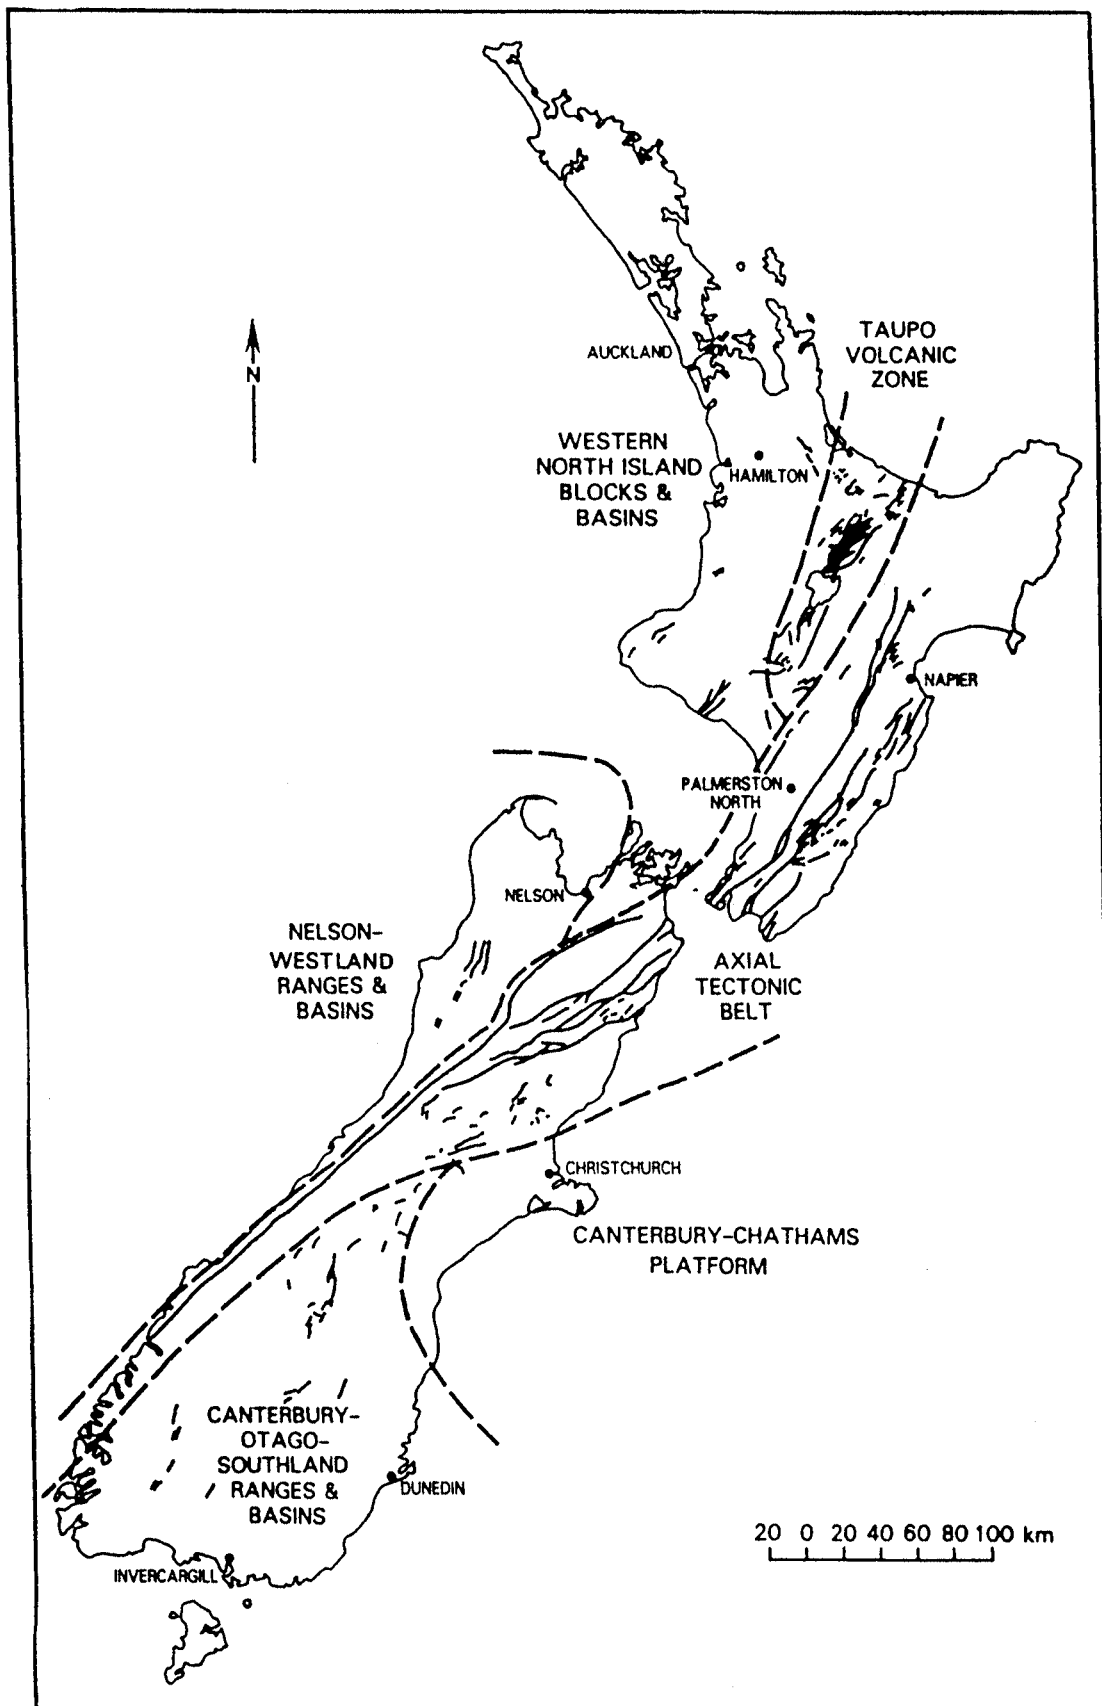 TAUPO
VOLCANIC
ZONE
AUCKLAND
N
WESTERN
NORTH ISLAND
BLOCKS &
BASINS
HAMILTON
NAPIER
PALMERSTON
NORTH
NELSON
NELSON-
WESTLAND
RANGES &
BASINS
AXIAL
TECTONIC
BELT
CHRISTCHURCH
CANTERBURY-CHATHAMS
PLATFORM
CANTERBURY-
OTAGO-
SOUTHLAND
RANGES &
BASINS
DUNEDIN
INVERCARGILL
20 0 20 40 60 80 100 km